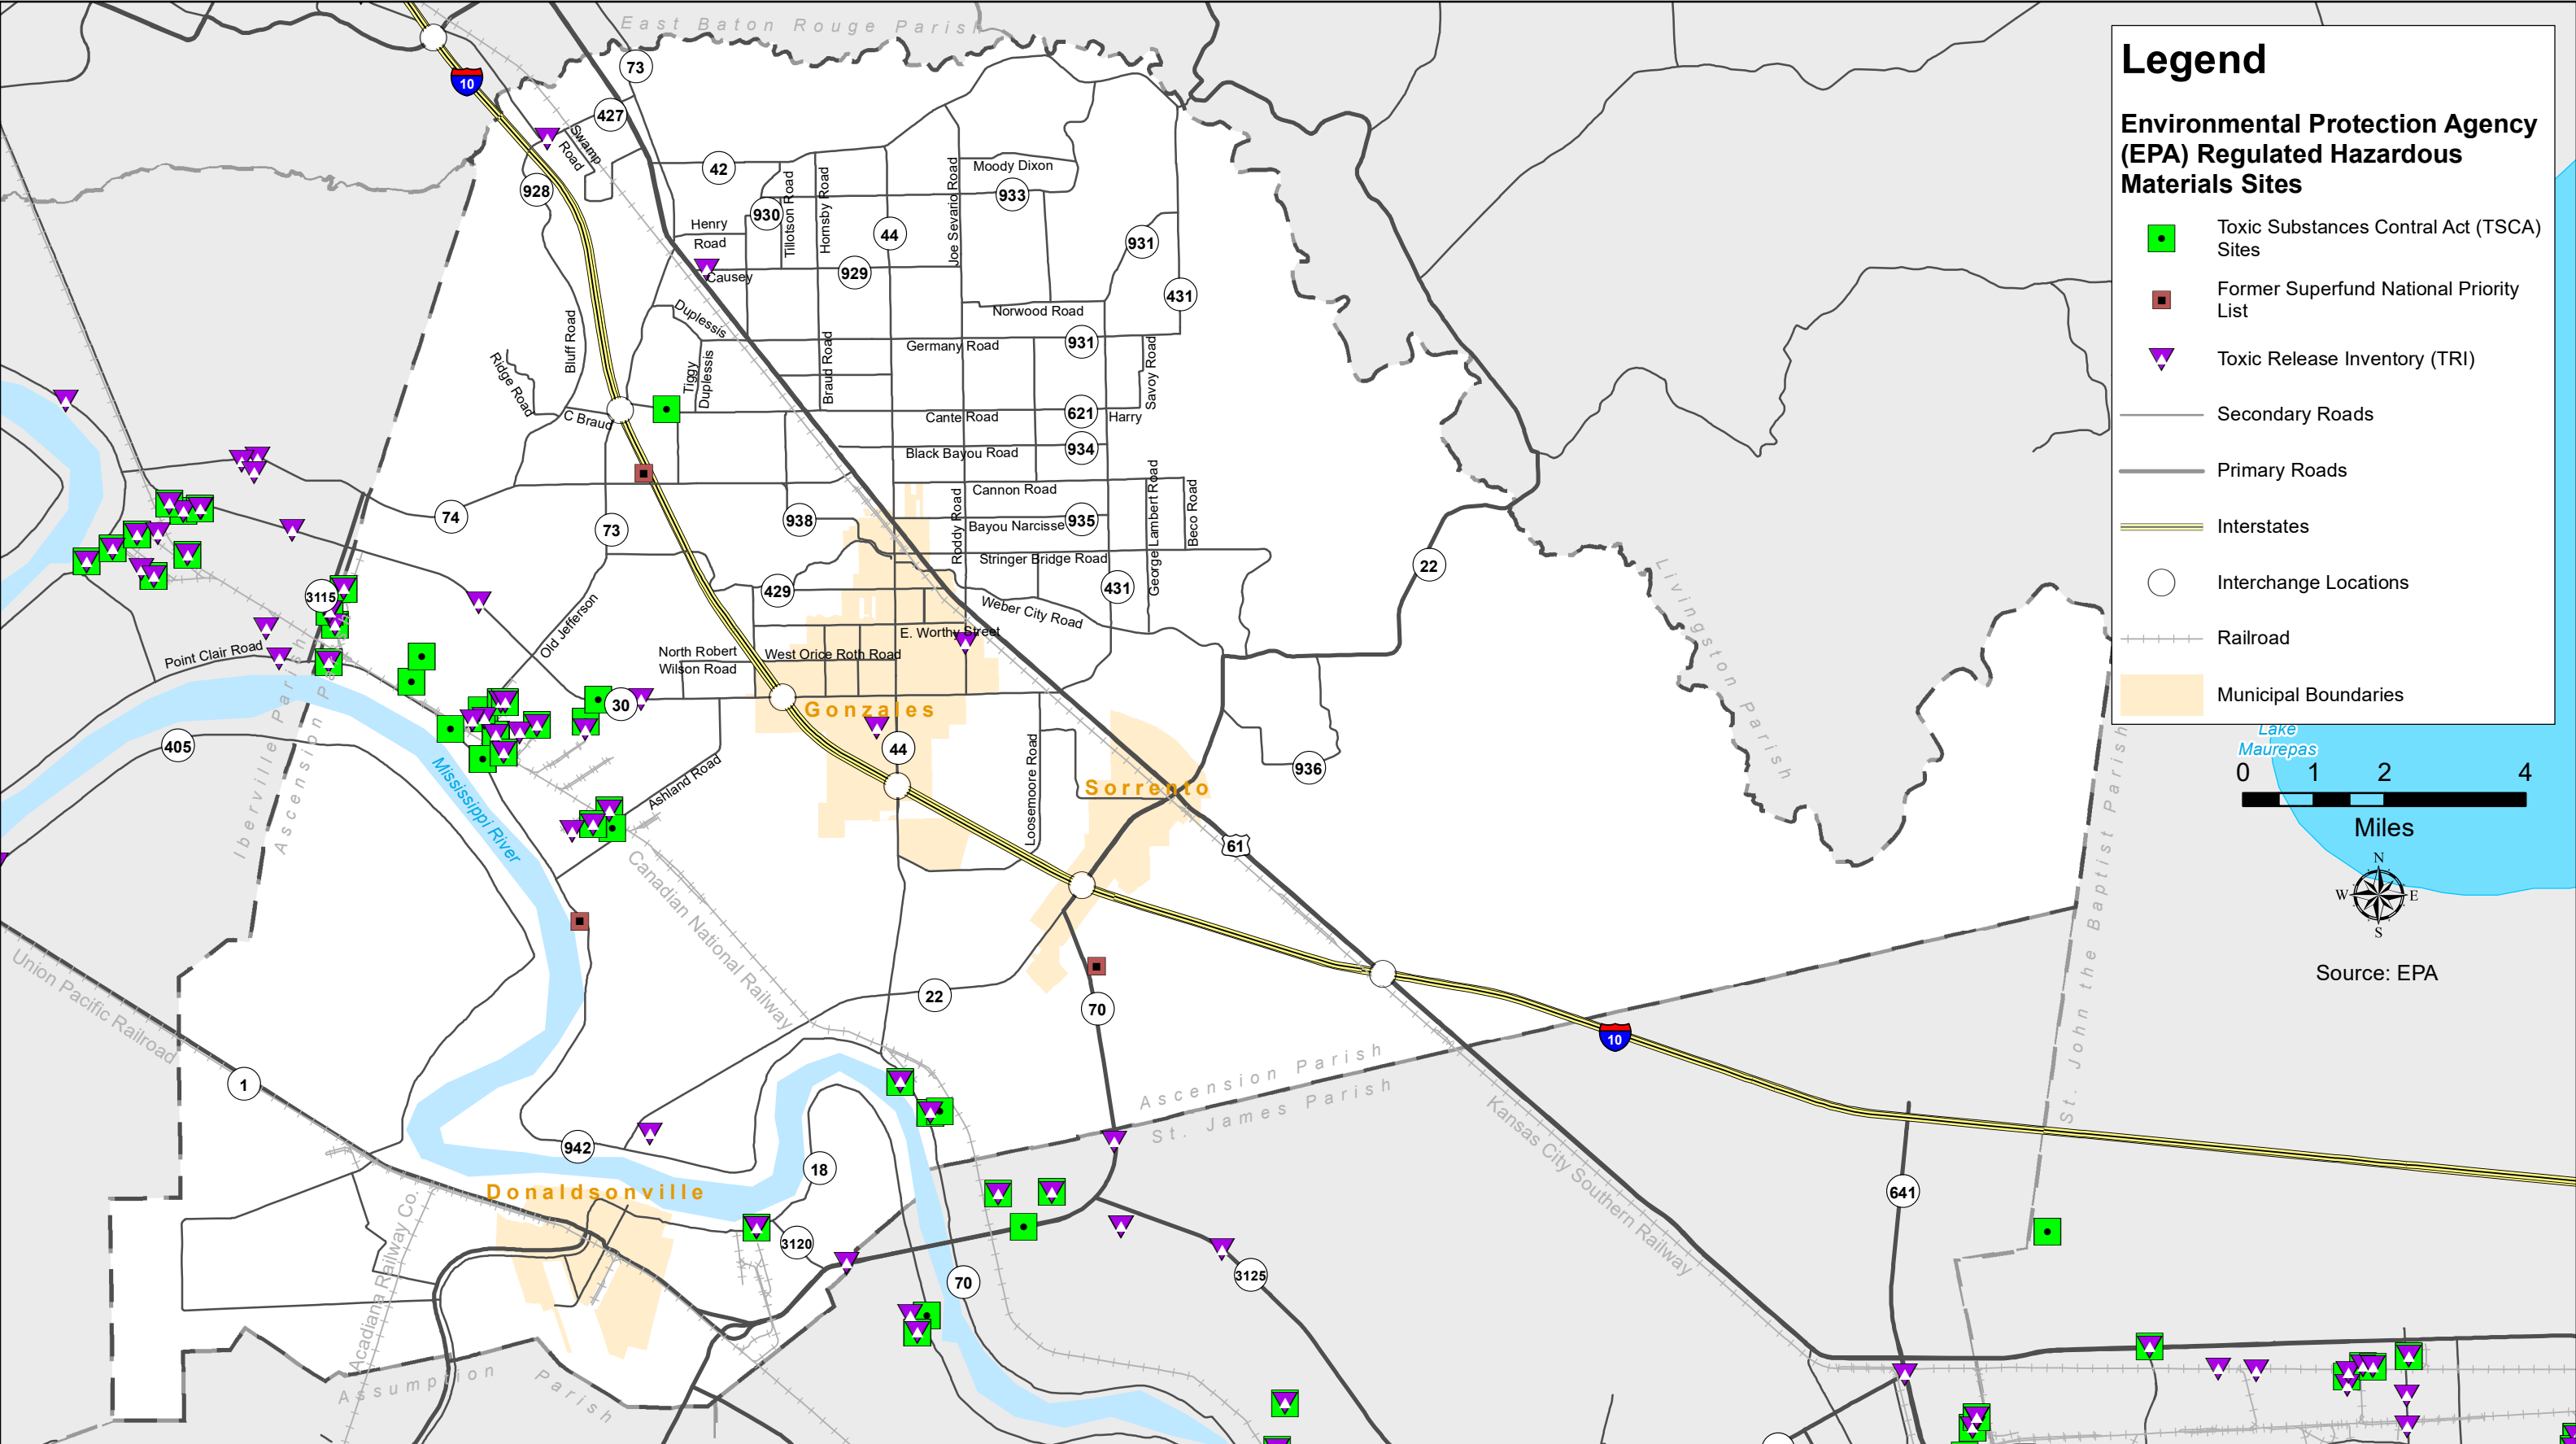 East Baton Rouge Parish
73
10
427
Swamp
Road
42
928
Moody Dixon
933
930
Tillotson Road
Hornsby Road
44
Joe Sevario Road
Henry
Road
931
Causey
929
431
Norwood Road
Duplessis
Bluff Road
Germany Road
931
Braud Road
Savoy Road
Ridge Road
Tiggy
Duplessis
C Braud
Cante Road
621
Harry
Black Bayou Road
934
Cannon Road
74
73
938
Roddy Road
Bayou Narcisse
935
George Lambert Road
Beco Road
Stringer Bridge Road
22
3115
429
431
Weber City Road
Old Jefferson
E. Worthy Street
Point Clair Road
North Robert
Wilson Road
West Orice Roth Road
Livingston Parish
30
Gonzales
405
44
Iberville Parish
Ascension Parish
Mississippi River
Ashland Road
Loosemoore Road
Sorrento
936
61
Canadian National Railway
Union Pacific Railroad
22
70
10
1
Ascension Parish
St. James Parish
Kansas City Southern Railway
St. John the Baptist Parish
942
18
Donaldsonville
3120
641
Acadiana Railway Co.
70
3125
Assumption Parish
Legend
Environmental Protection Agency
(EPA) Regulated Hazardous
Materials Sites
Toxic Substances Contral Act (TSCA)
Sites
Former Superfund National Priority
List
Toxic Release Inventory (TRI)
Secondary Roads
Primary Roads
Interstates
Interchange Locations
Railroad
Municipal Boundaries
Lake
Maurepas
0 1 2 4
Miles
N
W E
S
Source: EPA